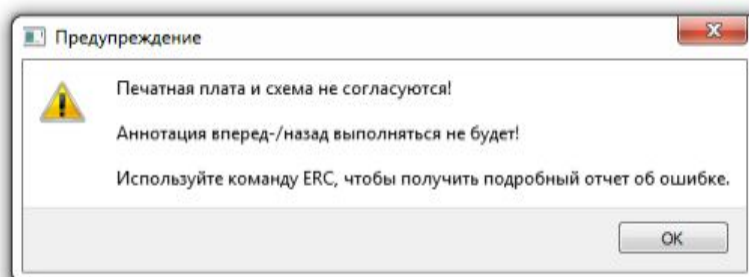 Предупреждение
Печатная плата и схема не согласуются!
Аннотация вперед-/назад выполняться не будет!
Используйте команду ERC, чтобы получить подробный отчет об ошибке.
OK